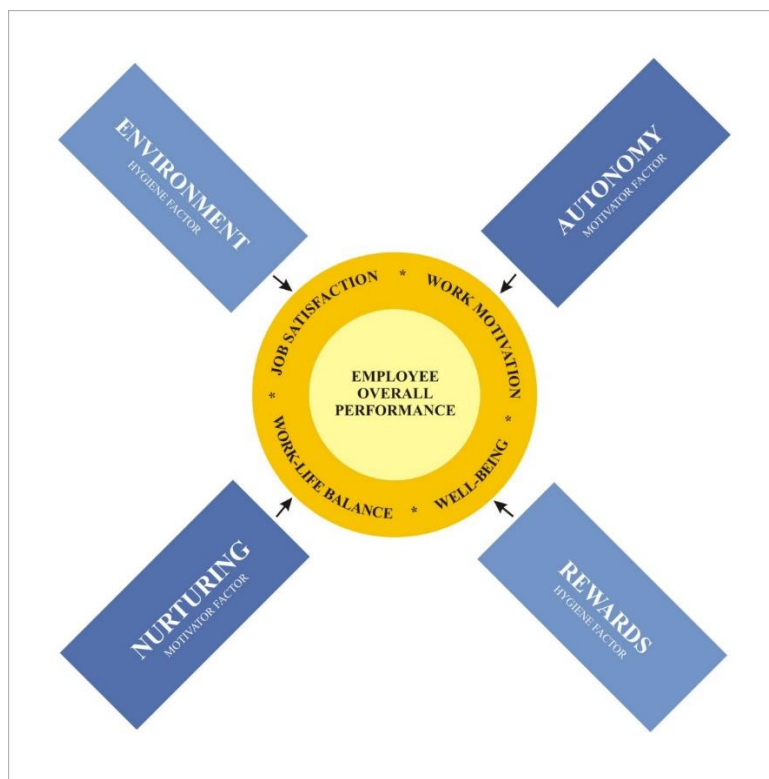 ENVIRONMENT
HYGIENE FACTOR
AUTONOMY
MOTIVATOR FACTOR
JOB SATISFACTION * WORK MOTIVATION * WELL-BEING * WORK-LIFE BALANCE *
EMPLOYEE
OVERALL
PERFORMANCE
NURTURING
MOTIVATOR FACTOR
REWARDS
HYGIENE FACTOR